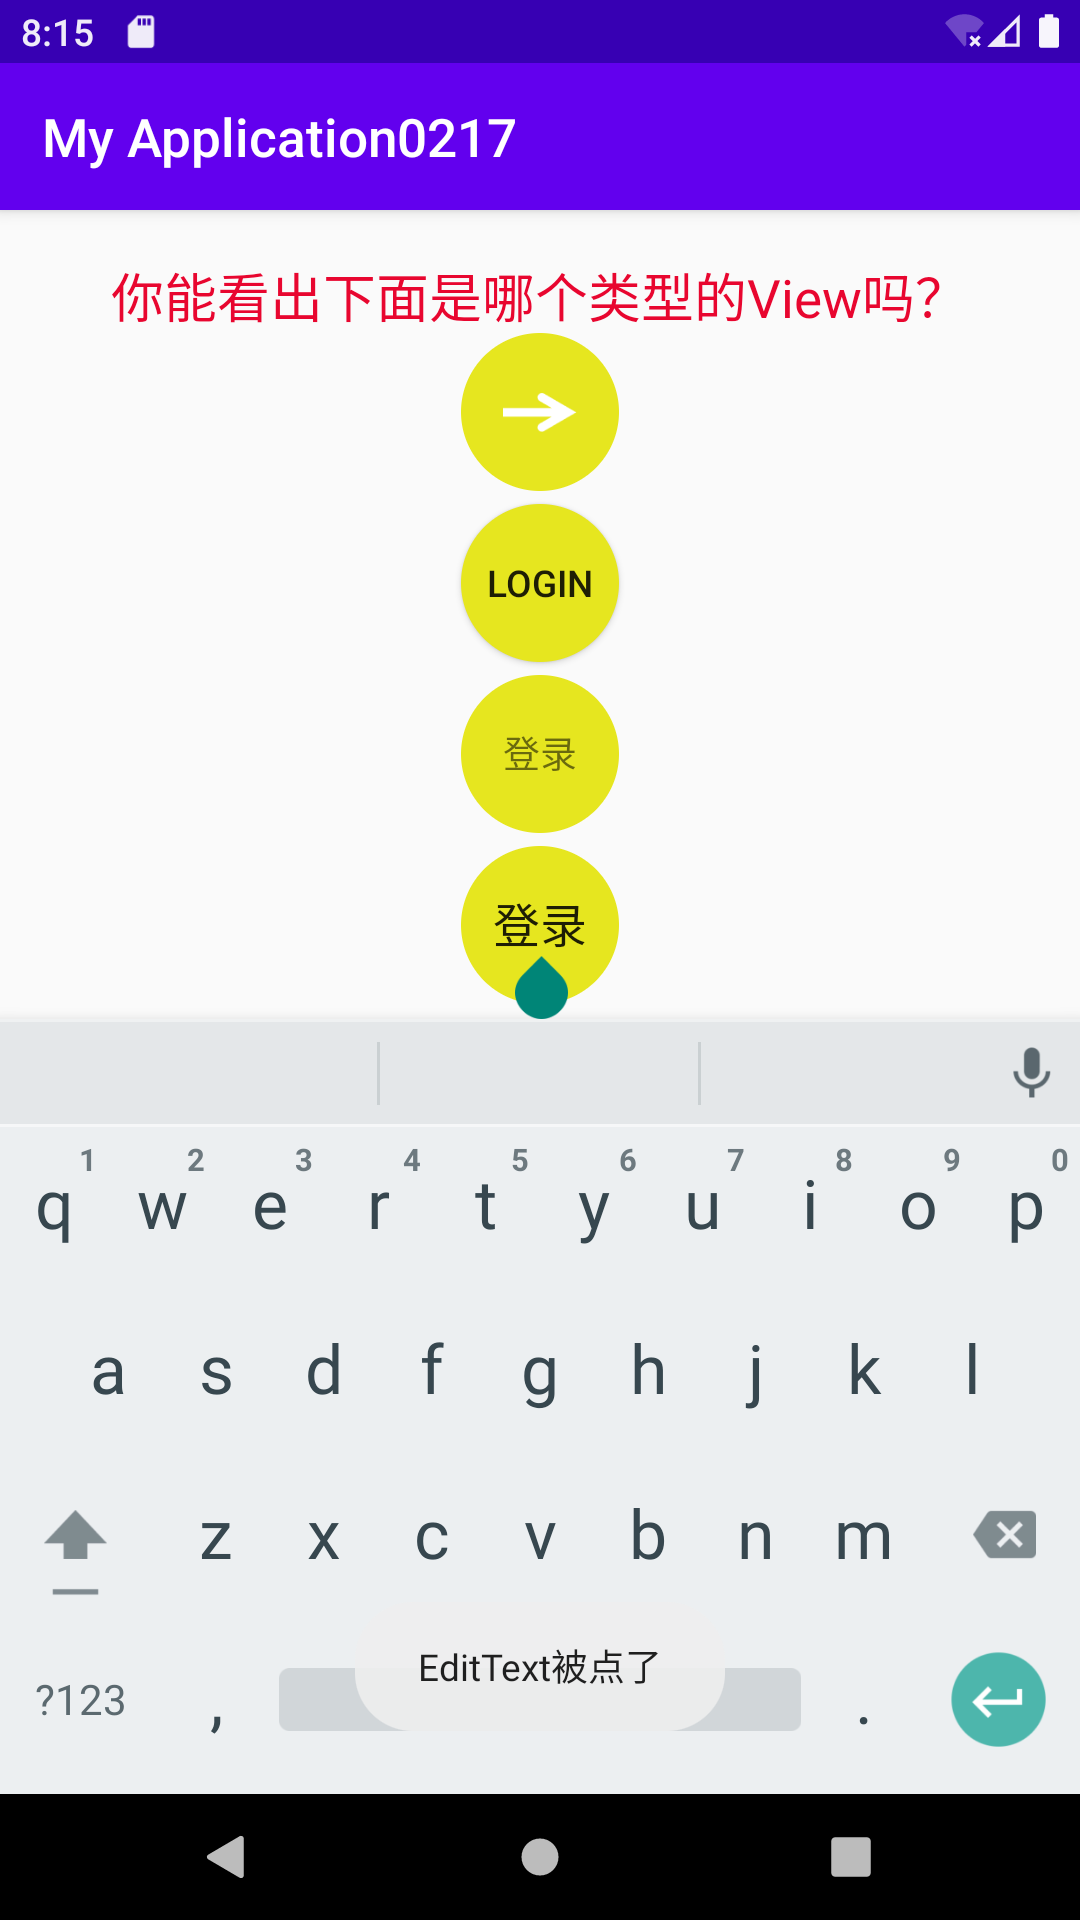 8:15
My Application0217
你能看出下面是哪个类型的View吗?
LOGIN
登录
登录
1 2 3 4 5 6 7 8 9 0
q w e r t y u i o p
a s d f g h j k l
z x c v b n m
EditText被点了
?123 , .